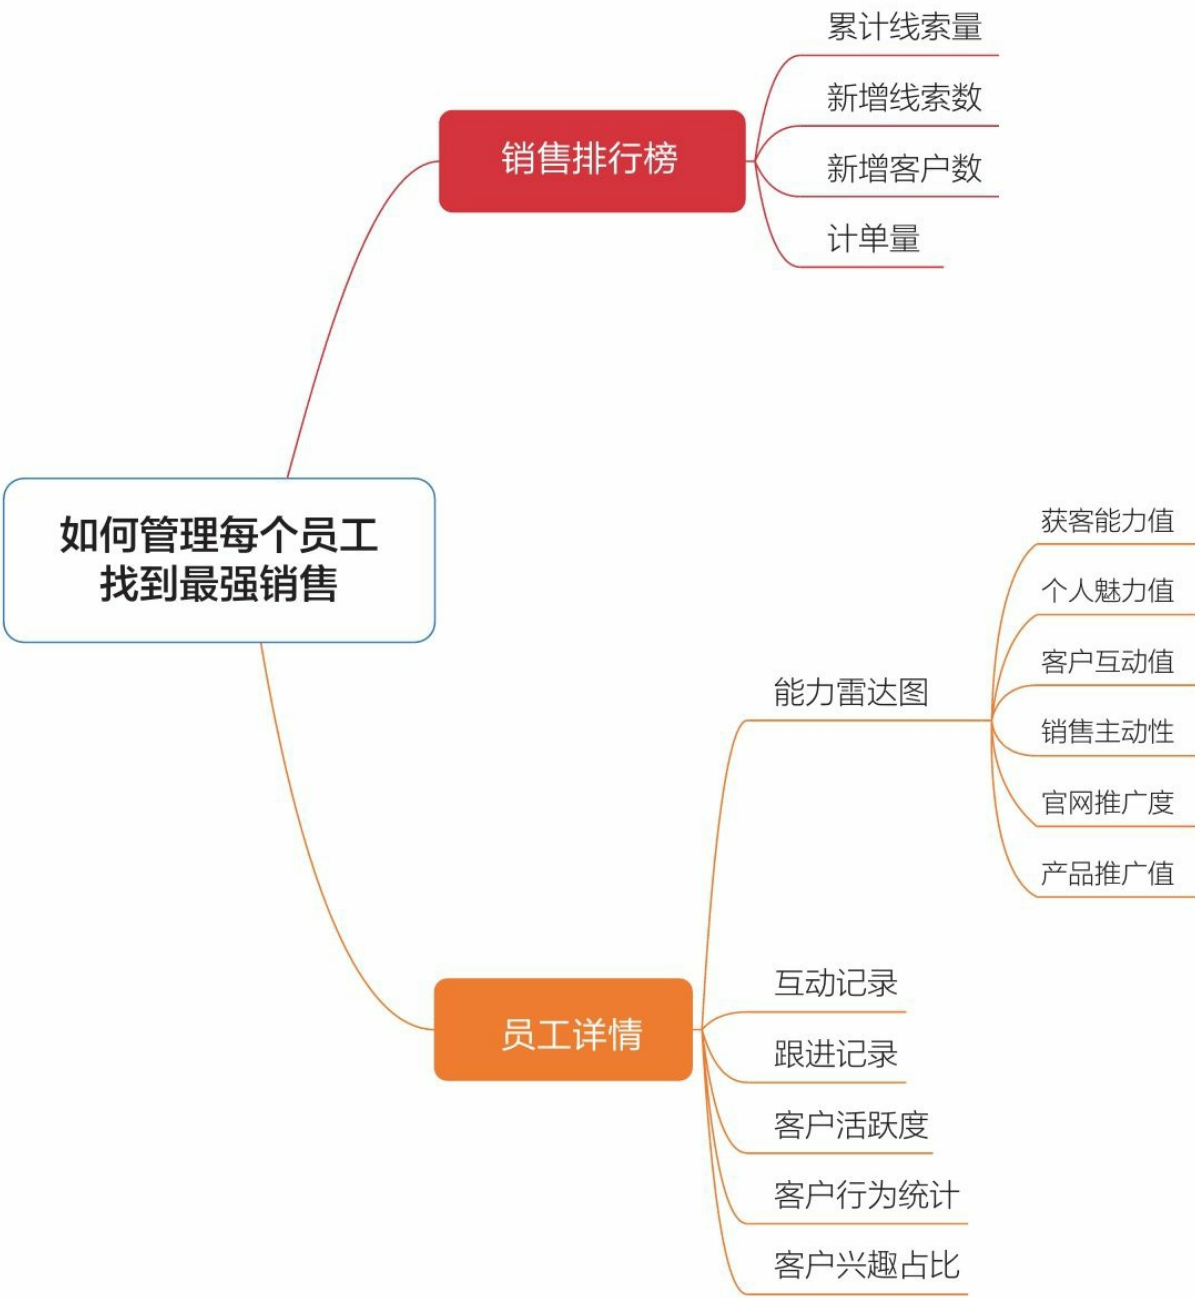 累计线索量
新增线索数
销售排行榜
新增客户数
计单量
如何管理每个员工
找到最强销售
获客能力值
个人魅力值
客户互动值
能力雷达图
销售主动性
官网推广度
产品推广值
互动记录
员工详情
跟进记录
客户活跃度
客户行为统计
客户兴趣占比